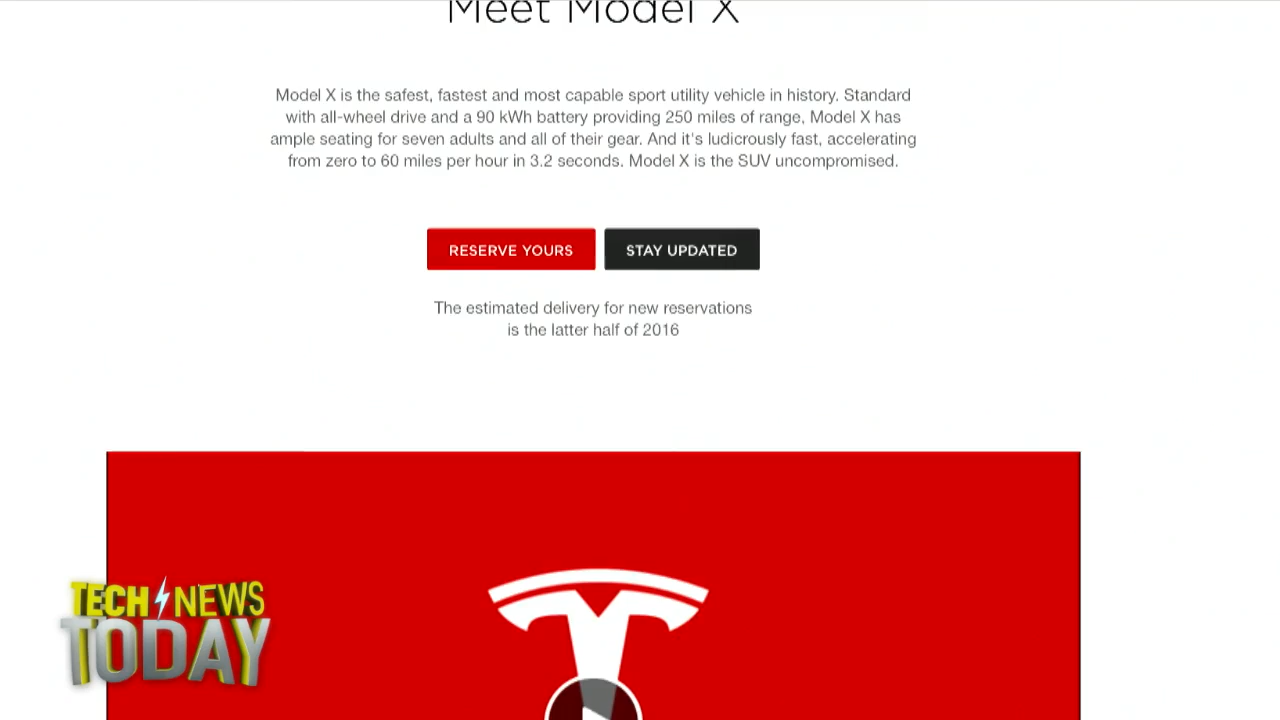 Meet Model X
Model X is the safest, fastest and most capable sport utility vehicle in history. Standard
with all-wheel drive and a 90 kWh battery providing 250 miles of range, Model X has
ample seating for seven adults and all of their gear. And it's ludicrously fast, accelerating
from zero to 60 miles per hour in 3.2 seconds. Model X is the SUV uncompromised.
RESERVE YOURS STAY UPDATED
The estimated delivery for new reservations
is the latter half of 2016
TECH NEWS
TODAY